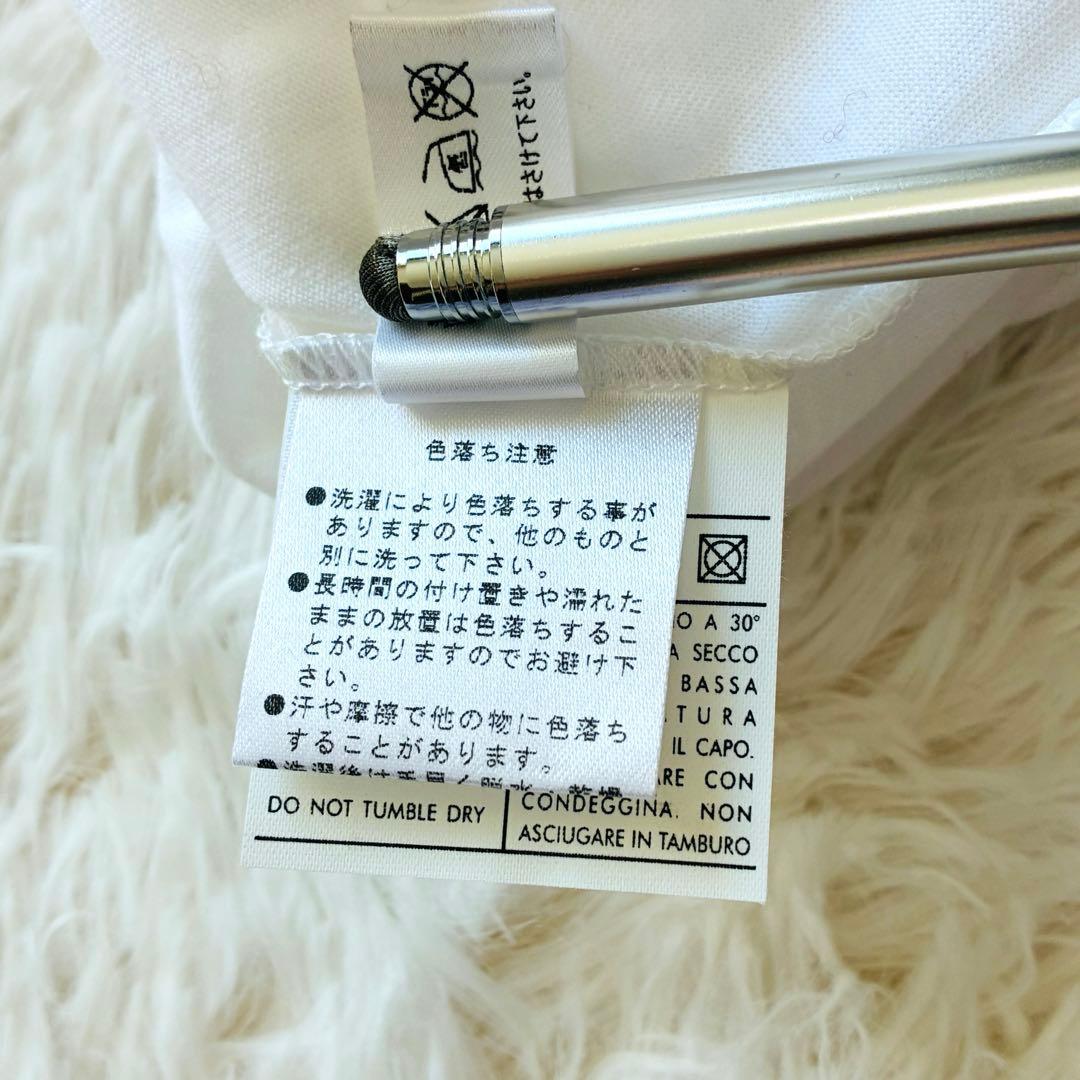 色落ち注意
●洗濯により色落ちする事が
ありますので、他のものと
別に洗って下さい。
●長時間の付け置きや濡れた
ままの放置は色落ちするこ
とがありますのでお避け下
さい。
●汗や摩擦で他の物に色落ち
することがあります。
O A 30°
A SECCO
BASSA
ATURA
IL CAPO.
ARE CON
CONDEGGINA. NON
ASCIUGARE IN TAMBURO
DO NOT TUMBLE DRY